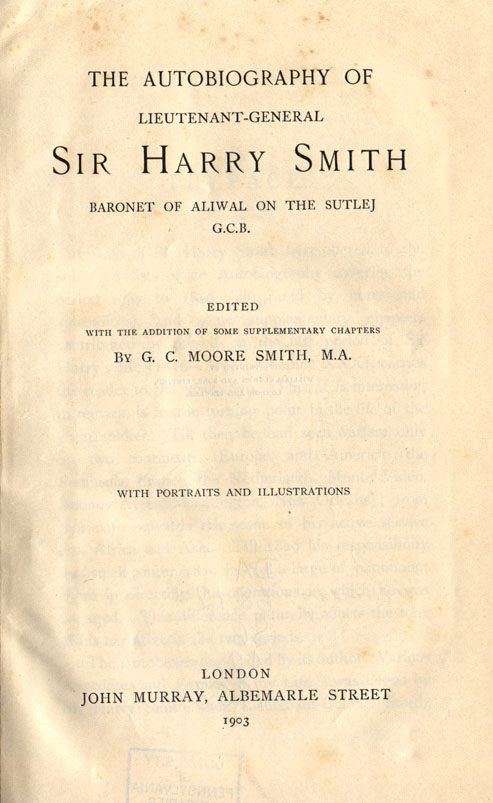 THE AUTOBIOGRAPHY OF
LIEUTENANT-GENERAL
SIR HARRY SMITH
BARONET OF ALIWAL ON THE SUTLEJ
G.C.B.
EDITED
WITH THE ADDITION OF SOME SUPPLEMENTARY CHAPTERS
BY G. C. MOORE SMITH, M.A.
WITH PORTRAITS AND ILLUSTRATIONS
LONDON
JOHN MURRAY, ALBEMARLE STREET
1903